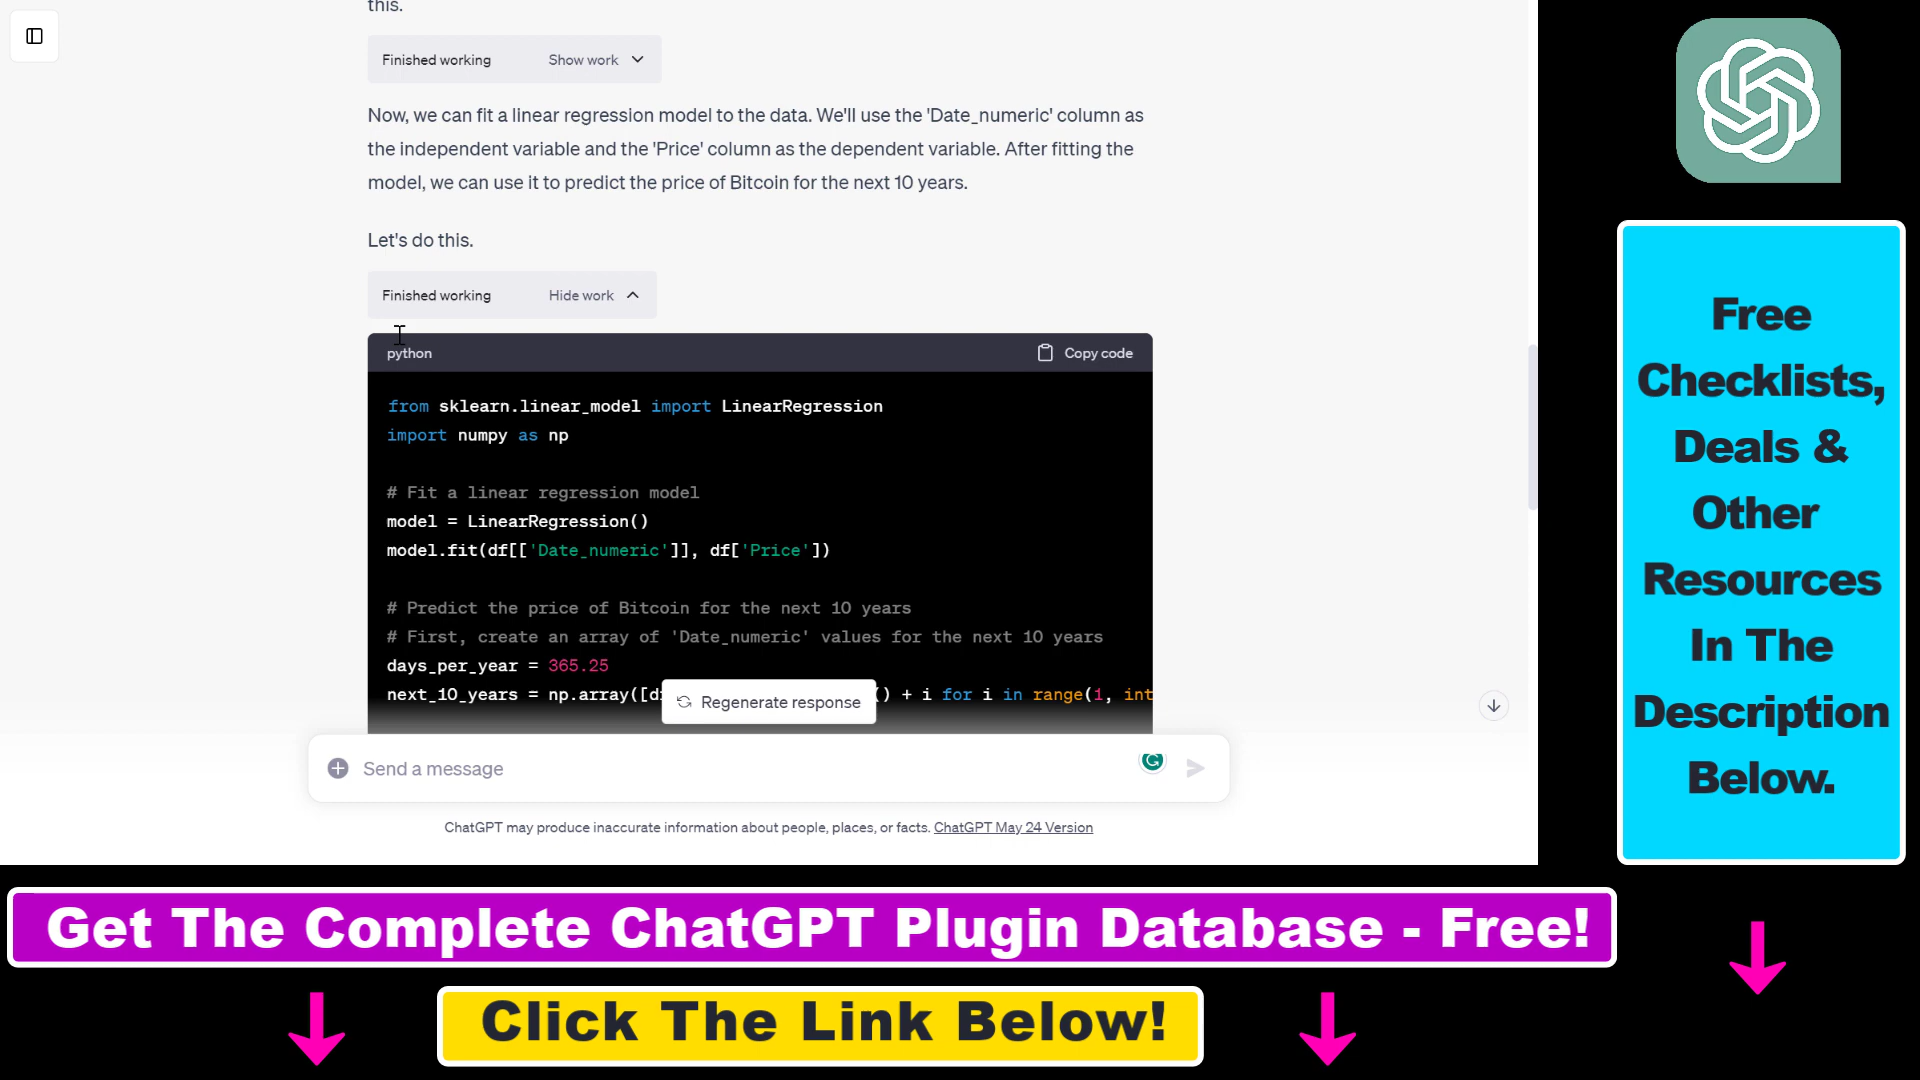 this.
Finished working Show work
Now, we can fit a linear regression model to the data. We'll use the 'Date_numeric' column as
the independent variable and the 'Price' column as the dependent variable. After fitting the
model, we can use it to predict the price of Bitcoin for the next 10 years.
Let's do this.
Finished working Hide work
python Copy code
from sklearn.linear_model import LinearRegression
import numpy as np
# Fit a linear regression model
model = LinearRegression()
model.fit(df[['Date_numeric']], df['Price'])
# Predict the price of Bitcoin for the next 10 years
# First, create an array of 'Date_numeric' values for the next 10 years
days_per_year = 365.25
next_10_years = np.array([ () + i for i in range(1, int
Regenerate response
Send a message
ChatGPT may produce inaccurate information about people, places, or facts. ChatGPT May 24 Version
Free
Checklists,
Deals &
Other
Resources
In The
Description
Below.
Get The Complete ChatGPT Plugin Database - Free!
Click The Link Below!